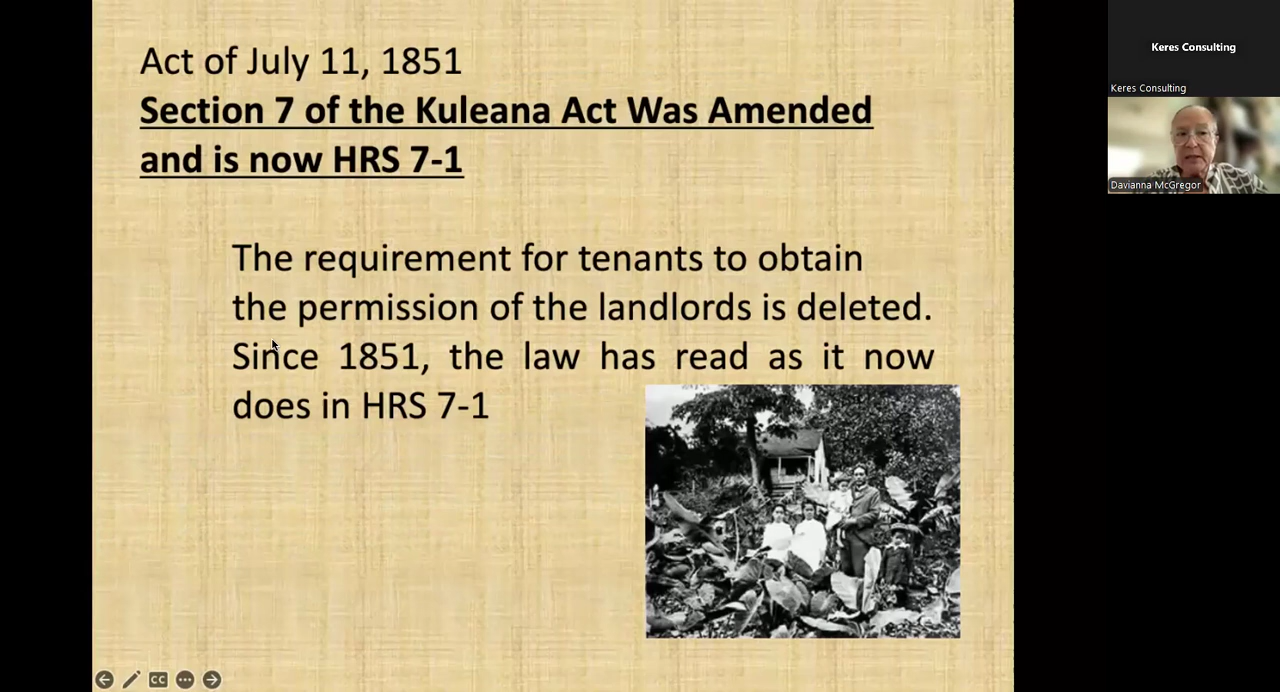 Act of July 11, 1851
Section 7 of the Kuleana Act Was Amended
and is now HRS 7-1
The requirement for tenants to obtain
the permission of the landlords is deleted.
Since 1851, the law has read as it now
does in HRS 7-1
Keres Consulting
Keres Consulting
Davianna McGregor
CC